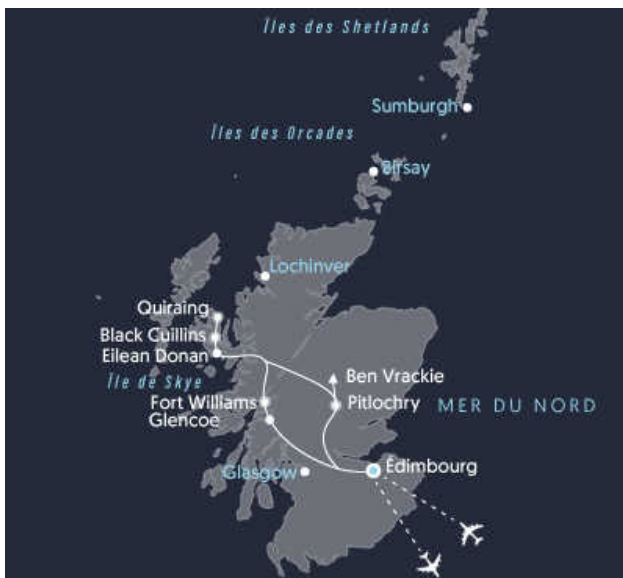 Îles des Shetlands
Sumburgh
Îles des Orcades
Birsay
Lochinver
Quiraing
Black Cuillins
Eilean Donan
Île de Skye
Ben Vrackie
Fort Williams
Pitlochry
MER DU NORD
Glencoe
Glasgow
Édimbourg